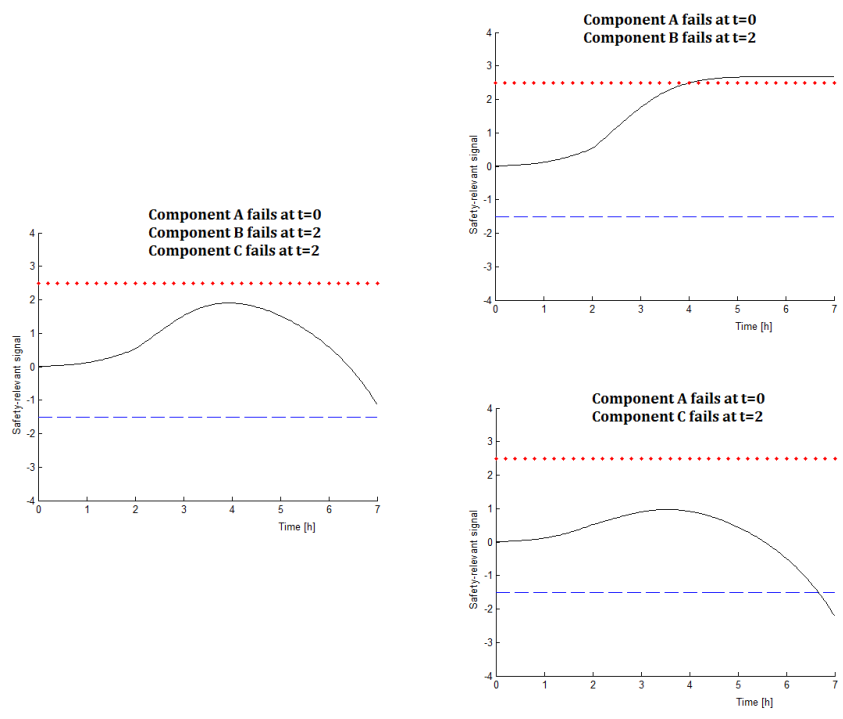 Component A fails at t=0
Component B fails at t=2
4
3
2
1
0
-1
-2
-3
-4
Safety-relevant signal
0 1 2 3 4 5 6 7
Time [h]
Component A fails at t=0
Component B fails at t=2
Component C fails at t=2
4
3
2
1
0
-1
-2
-3
-4
Safety-relevant signal
0 1 2 3 4 5 6 7
Time [h]
Component A fails at t=0
Component C fails at t=2
4
3
2
1
0
-1
-2
-3
-4
Safety-relevant signal
0 1 2 3 4 5 6 7
Time [h]